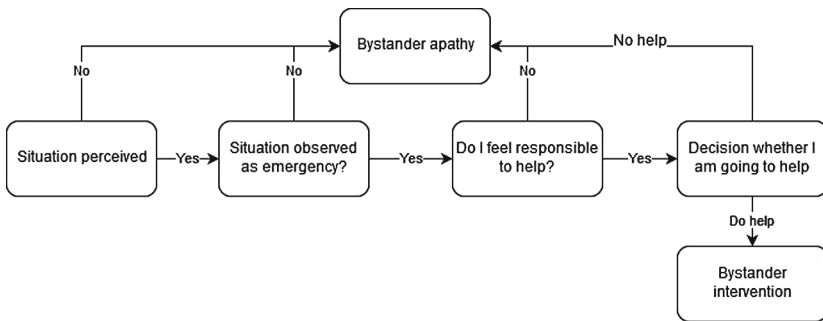 Bystander apathy
No help
No
No
No
Situation perceived
Yes
Situation observed
as emergency?
Yes
Do I feel responsible
to help?
Yes
Decision whether I
am going to help
Do help
Bystander
intervention